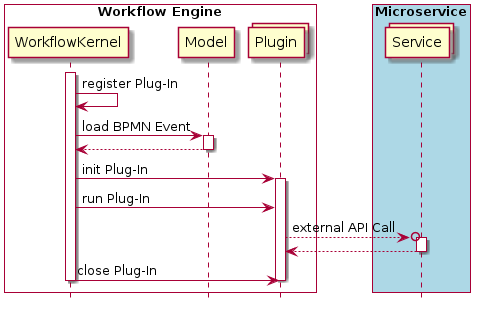 Workflow Engine
Microservice
WorkflowKernel
Model
Plugin
Service
register Plug-In
load BPMN Event
init Plug-In
run Plug-In
external API Call
close Plug-In